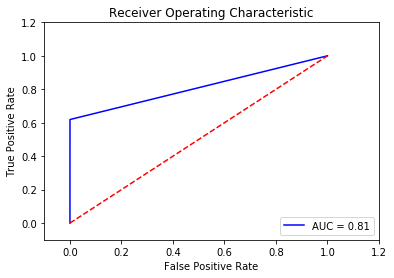 Receiver Operating Characteristic
True Positive Rate
1.2
1.0
0.8
0.6
0.4
0.2
0.0
AUC = 0.81
0.0 0.2 0.4 0.6 0.8 1.0 1.2
False Positive Rate